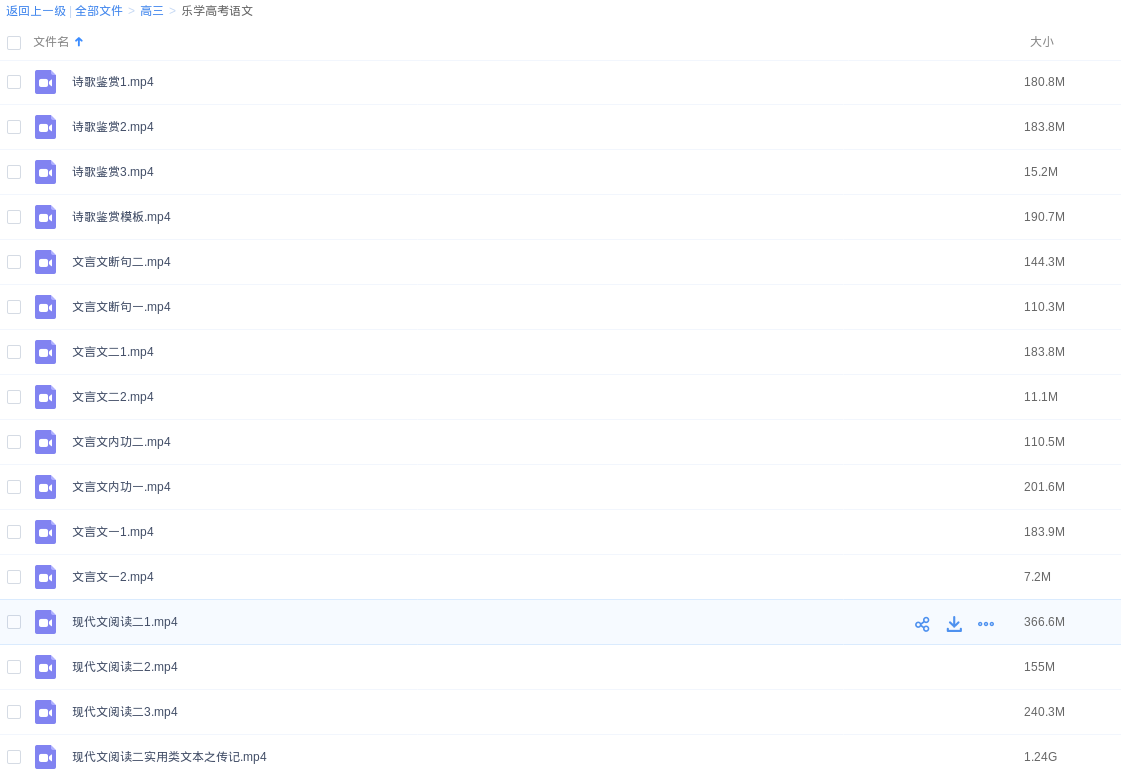 返回上一级 | 全部文件 > 高三 > 乐学高考语文
文件名 大小
诗歌鉴赏1.mp4 180.8M
诗歌鉴赏2.mp4 183.8M
诗歌鉴赏3.mp4 15.2M
诗歌鉴赏模板.mp4 190.7M
文言文断句二.mp4 144.3M
文言文断句一.mp4 110.3M
文言文二1.mp4 183.8M
文言文二2.mp4 11.1M
文言文内功二.mp4 110.5M
文言文内功一.mp4 201.6M
文言文一1.mp4 183.9M
文言文一2.mp4 7.2M
现代文阅读二1.mp4 366.6M
现代文阅读二2.mp4 155M
现代文阅读二3.mp4 240.3M
现代文阅读二实用类文本之传记.mp4 1.24G